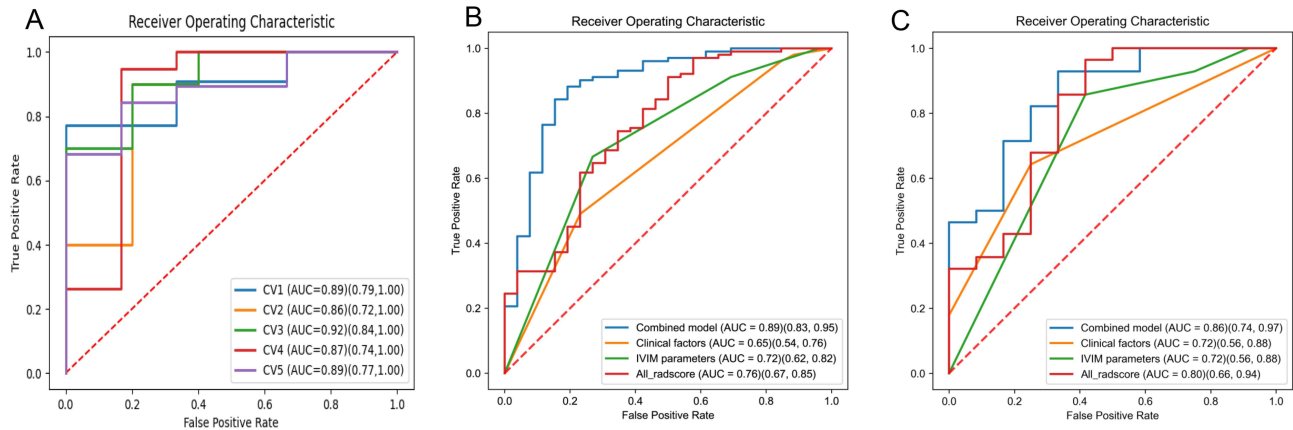 A
Receiver Operating Characteristic
True Positive Rate
1.0
0.8
0.6
0.4
0.2
0.0
CV1 (AUC=0.89)(0.79,1.00)
CV2 (AUC=0.86)(0.72,1.00)
CV3 (AUC=0.92)(0.84,1.00)
CV4 (AUC=0.87)(0.74,1.00)
CV5 (AUC=0.89)(0.77,1.00)
0.0 0.2 0.4 0.6 0.8 1.0
False Positive Rate
B
Receiver Operating Characteristic
True Positive Rate
1.0
0.8
0.6
0.4
0.2
0.0
Combined model (AUC = 0.89)(0.83, 0.95)
Clinical factors (AUC = 0.65)(0.54, 0.76)
IVIM parameters (AUC = 0.72)(0.62, 0.82)
All_radscore (AUC = 0.76)(0.67, 0.85)
0.0 0.2 0.4 0.6 0.8 1.0
False Positive Rate
C
Receiver Operating Characteristic
True Positive Rate
1.0
0.8
0.6
0.4
0.2
0.0
Combined model (AUC = 0.86)(0.74, 0.97)
Clinical factors (AUC = 0.72)(0.56, 0.88)
IVIM parameters (AUC = 0.72)(0.56, 0.88)
All_radscore (AUC = 0.80)(0.66, 0.94)
0.0 0.2 0.4 0.6 0.8 1.0
False Positive Rate